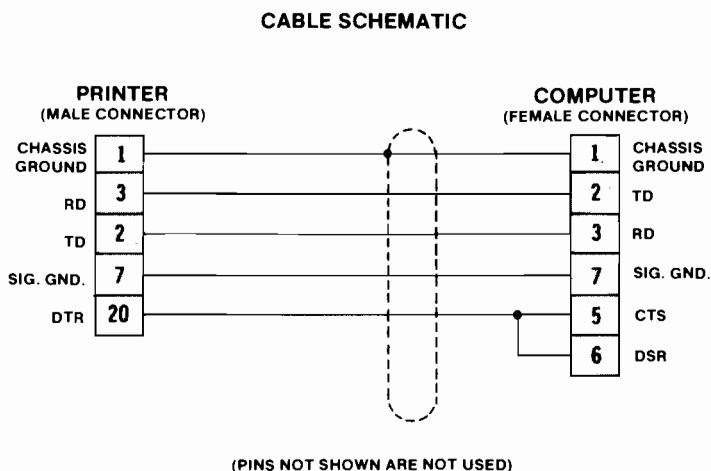 CABLE SCHEMATIC
PRINTER
(MALE CONNECTOR)
COMPUTER
(FEMALE CONNECTOR)
CHASSIS
GROUND
1
1
CHASSIS
GROUND
RD
3
2
TD
TD
2
3
RD
SIG. GND.
7
7
SIG. GND.
DTR
20
5
CTS
6
DSR
(PINS NOT SHOWN ARE NOT USED)